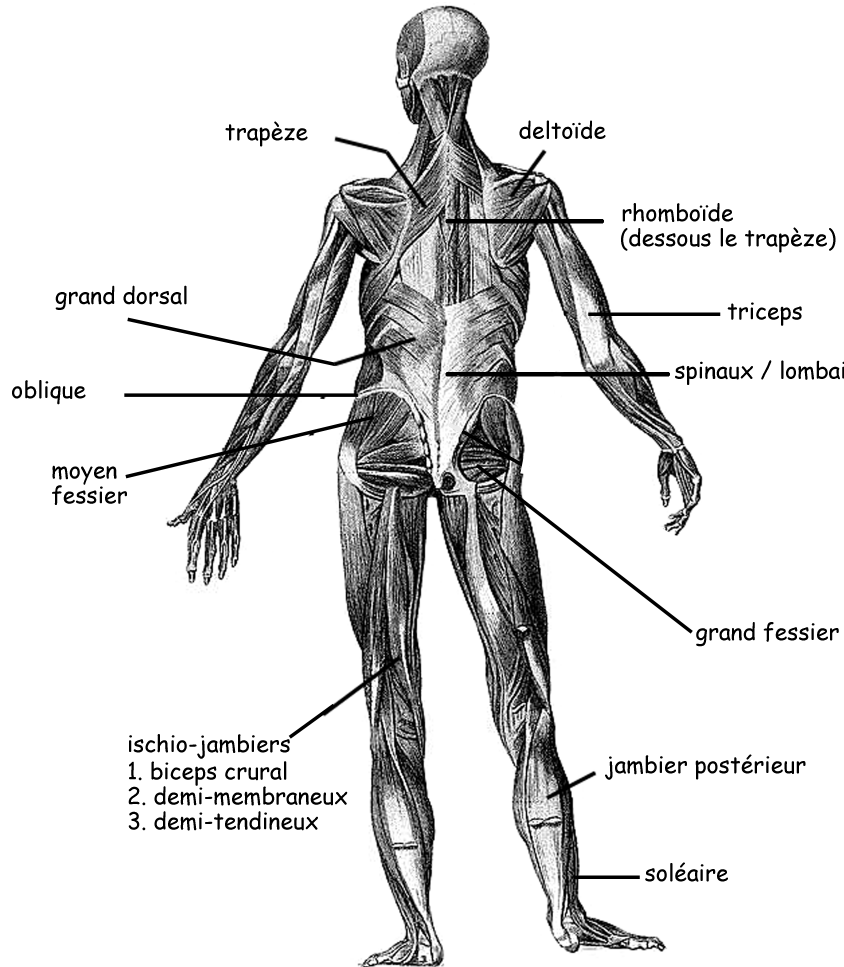 trapèze
deltoïde
rhomboïde
(dessous le trapèze)
grand dorsal
triceps
spinaux / lombai
oblique
moyen
fessier
grand fessier
ischio-jambiers
1. biceps crural
2. demi-membraneux
3. demi-tendineux
jambier postérieur
soléaire